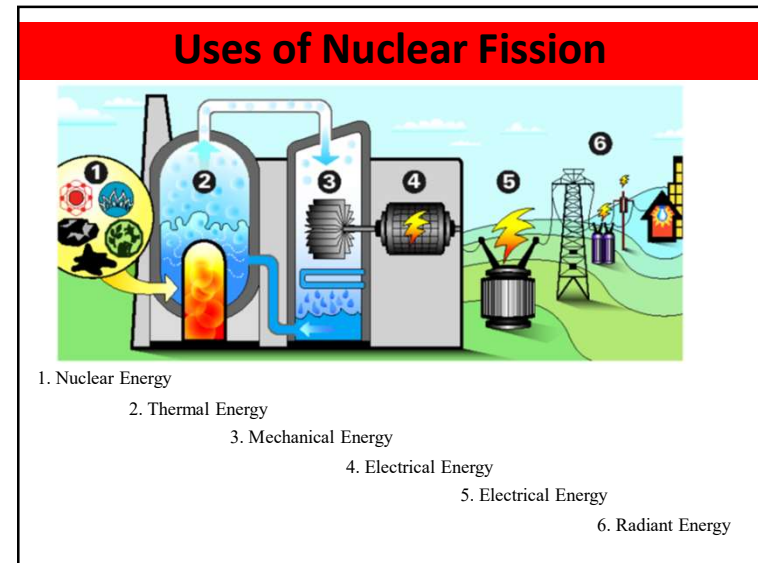 Uses of Nuclear Fission
1 2 3 4 5 6
1. Nuclear Energy
2. Thermal Energy
3. Mechanical Energy
4. Electrical Energy
5. Electrical Energy
6. Radiant Energy